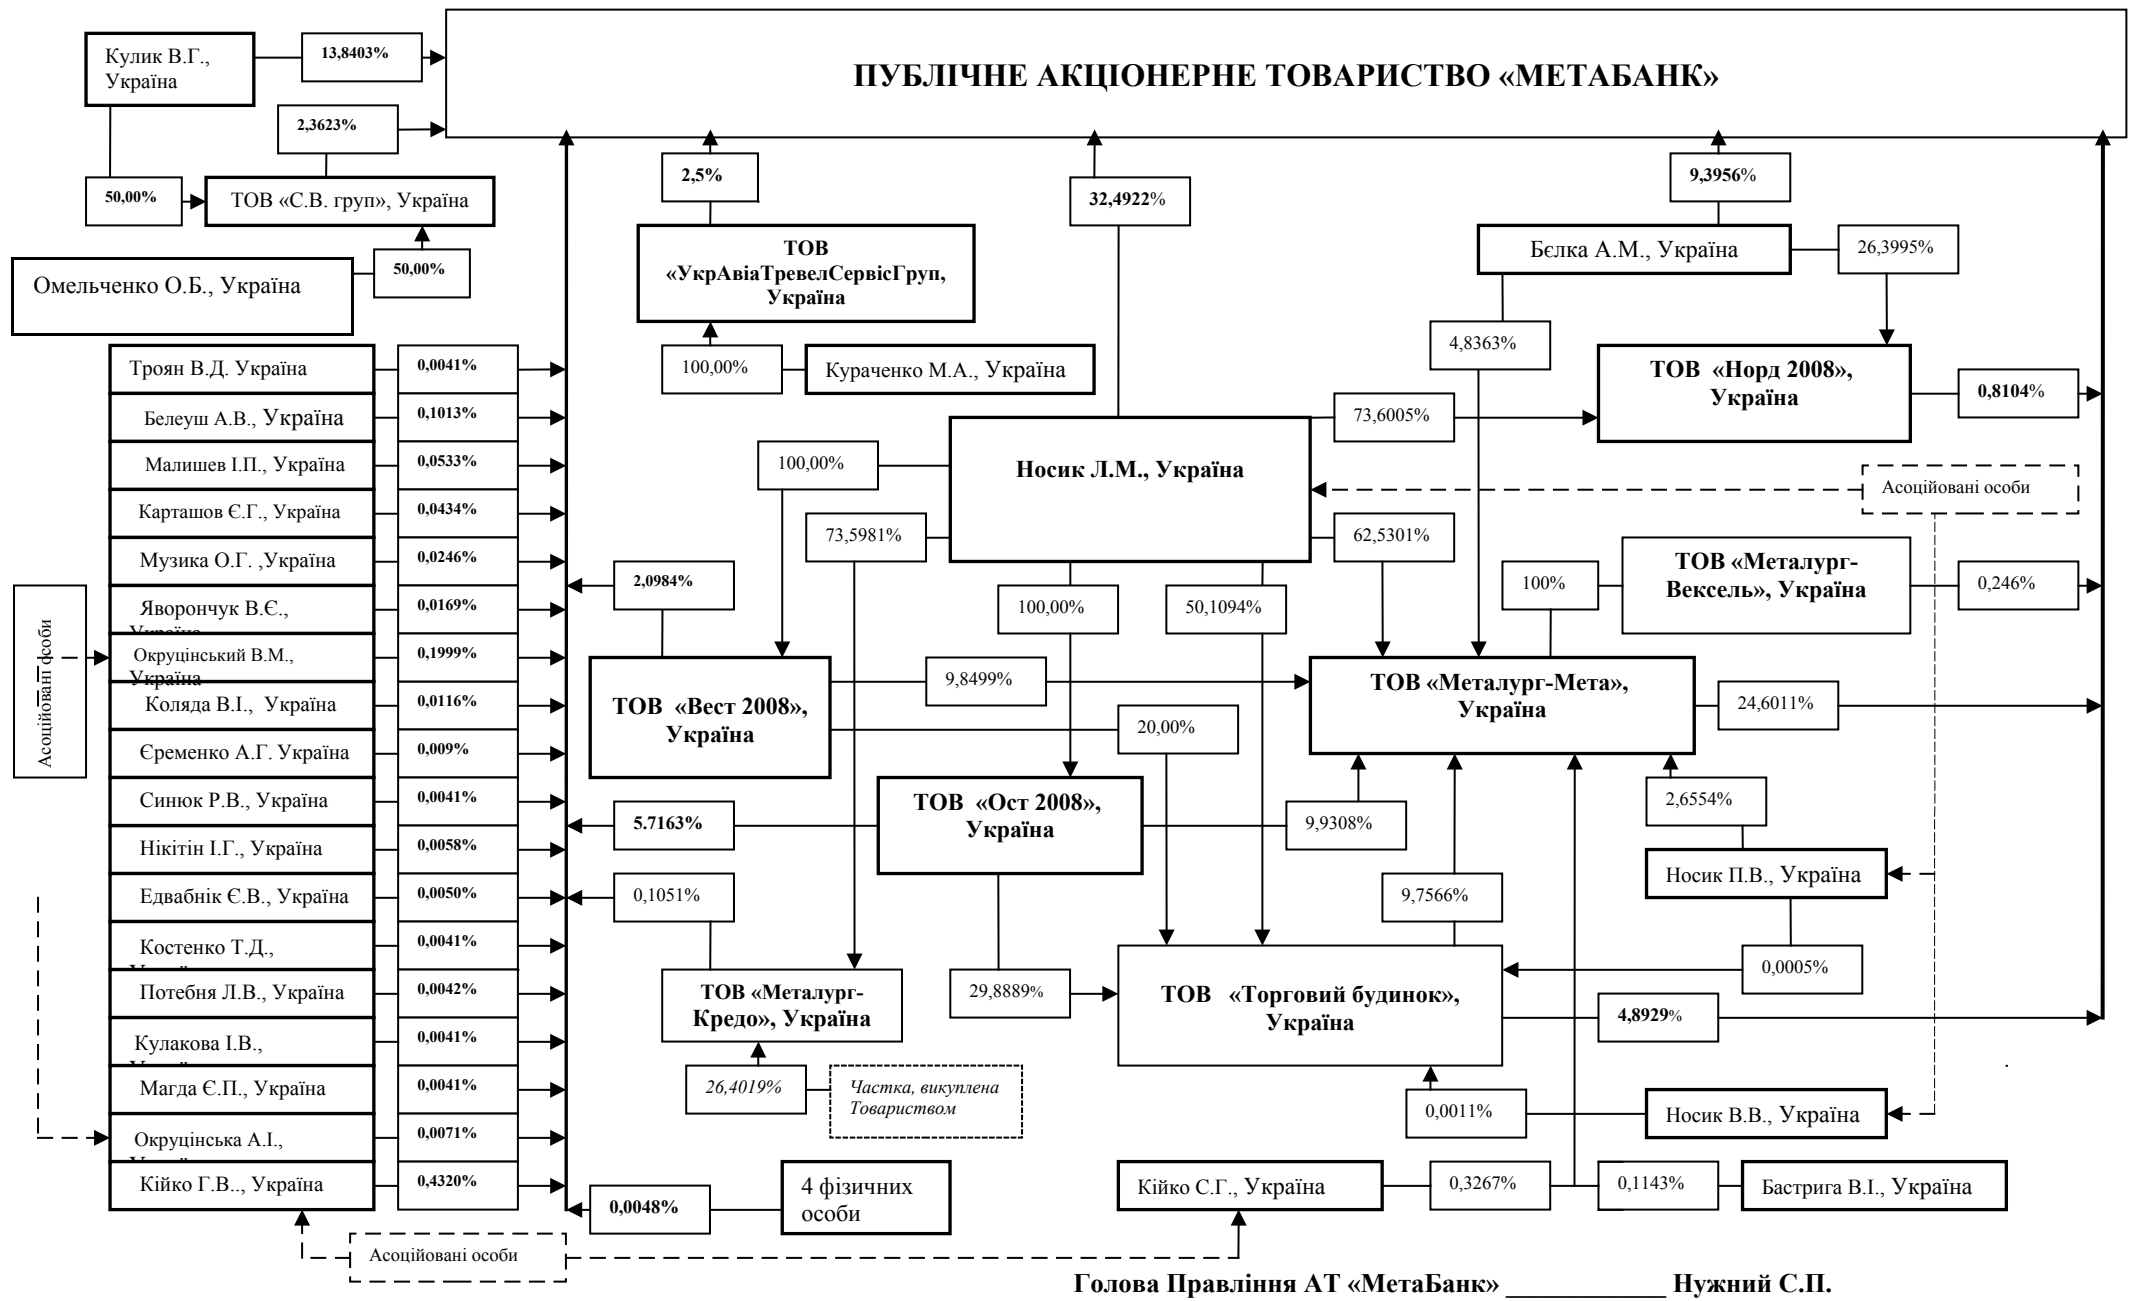 ПУБЛІЧНЕ АКЦІОНЕРНЕ ТОВАРИСТВО «МЕТАБАНК»
Кулик В.Г.,
Україна
13,8403%
2,3623%
50,00%
ТОВ «С.В. груп», Україна
50,00%
Омельченко О.Б., Україна
2,5%
ТОВ
«УкрАвіаТревелСервісГруп,
Україна
100,00%
Кураченко М.А., Україна
32,4922%
9,3956%
Бєлка А.М., Україна
26,3995%
4,8363%
ТОВ «Норд 2008»,
Україна
0,8104%
73,6005%
Носик Л.М., Україна
Асоційовані особи
100,00%
73,5981%
62,5301%
100,00%
50,1094%
100%
ТОВ «Металург-
Вексель», Україна
0,246%
Троян В.Д. Україна
0,0041%
Белеуш А.В., Україна
0,1013%
Малишев І.П., Україна
0,0533%
Карташов Є.Г., Україна
0,0434%
Музика О.Г. ,Україна
0,0246%
Яворончук В.Є.,
Україна
0,0169%
Асоційовані особи
Окруцінський В.М.,
Україна
0,1999%
Коляда В.І., Україна
0,0116%
Єременко А.Г. Україна
0,009%
Синюк Р.В., Україна
0,0041%
Нікітін І.Г., Україна
0,0058%
Едвабнік Є.В., Україна
0,0050%
Костенко Т.Д.,
0,0041%
Потебня Л.В., Україна
0,0042%
Кулакова І.В.,
0,0041%
Магда Є.П., Україна
0,0041%
Окруцінська А.І.,
0,0071%
Кійко Г.В.., Україна
0,4320%
2,0984%
ТОВ «Вест 2008»,
Україна
9,8499%
20,00%
ТОВ «Металург-Мета»,
Україна
24,6011%
5.7163%
ТОВ «Ост 2008»,
Україна
9,9308%
2,6554%
0,1051%
9,7566%
Носик П.В., Україна
0,0005%
ТОВ «Металург-
Кредо», Україна
29,8889%
ТОВ «Торговий будинок»,
Україна
4,8929%
26,4019%
Частка, викуплена
Товариством
0,0011%
Носик В.В., Україна
0,0048%
4 фізичних
особи
Кійко С.Г., Україна
0,3267%
0,1143%
Бастрига В.І., Україна
Асоційовані особи
Голова Правління АТ «МетаБанк» ____________ Нужний С.П.